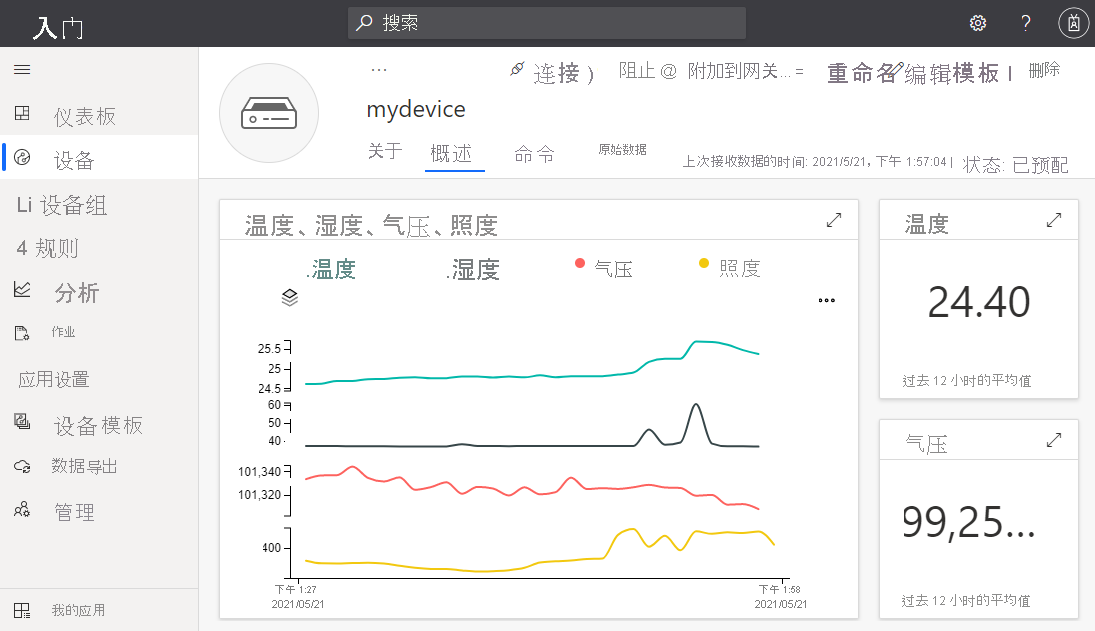 入门
搜索
?
仪表板
设备
Li 设备组
4 规则
分析
作业
应用设置
设备模板
数据导出
管理
我的应用
...
连接 ) 阻止 @ 附加到网关... = 重命名 编辑模板 | 删除
mydevice
关于 概述 命令 原始数据
上次接收数据的时间: 2021/5/21, 下午 1:57:04 | 状态: 已预配
温度、湿度、气压、照度
.温度 .湿度 气压 照度
25.5
25
24.5
60
50
40
101,340
101,320
400
下午 1:27 下午 1:58
2021/05/21 2021/05/21
温度
24.40
过去 12 小时的平均值
气压
99,25...
过去 12 小时的平均值